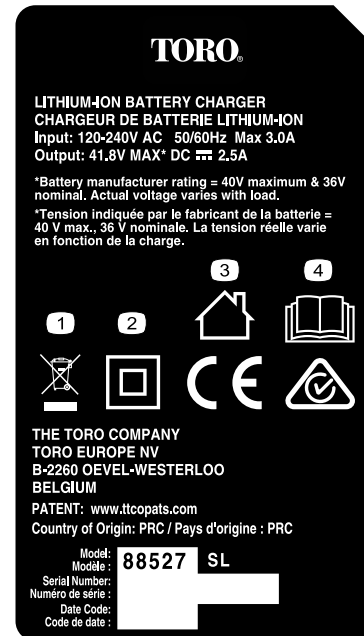 TORO®
LITHIUM-ION BATTERY CHARGER
CHARGEUR DE BATTERIE LITHIUM-ION
Input: 120-240V AC 50/60Hz Max 3.0A
Output: 41.8V MAX* DC ⎓ 2.5A
*Battery manufacturer rating = 40V maximum & 36V
nominal. Actual voltage varies with load.
*Tension indiquée par le fabricant de la batterie =
40 V max., 36 V nominale. La tension réelle varie
en fonction de la charge.
3 4
1 2
CE
THE TORO COMPANY
TORO EUROPE NV
B-2260 OEVEL-WESTERLOO
BELGIUM
PATENT: www.ttcopats.com
Country of Origin: PRC / Pays d'origine : PRC
Model:
Modèle : 88527 SL
Serial Number:
Numéro de série :
Date Code:
Code de date :